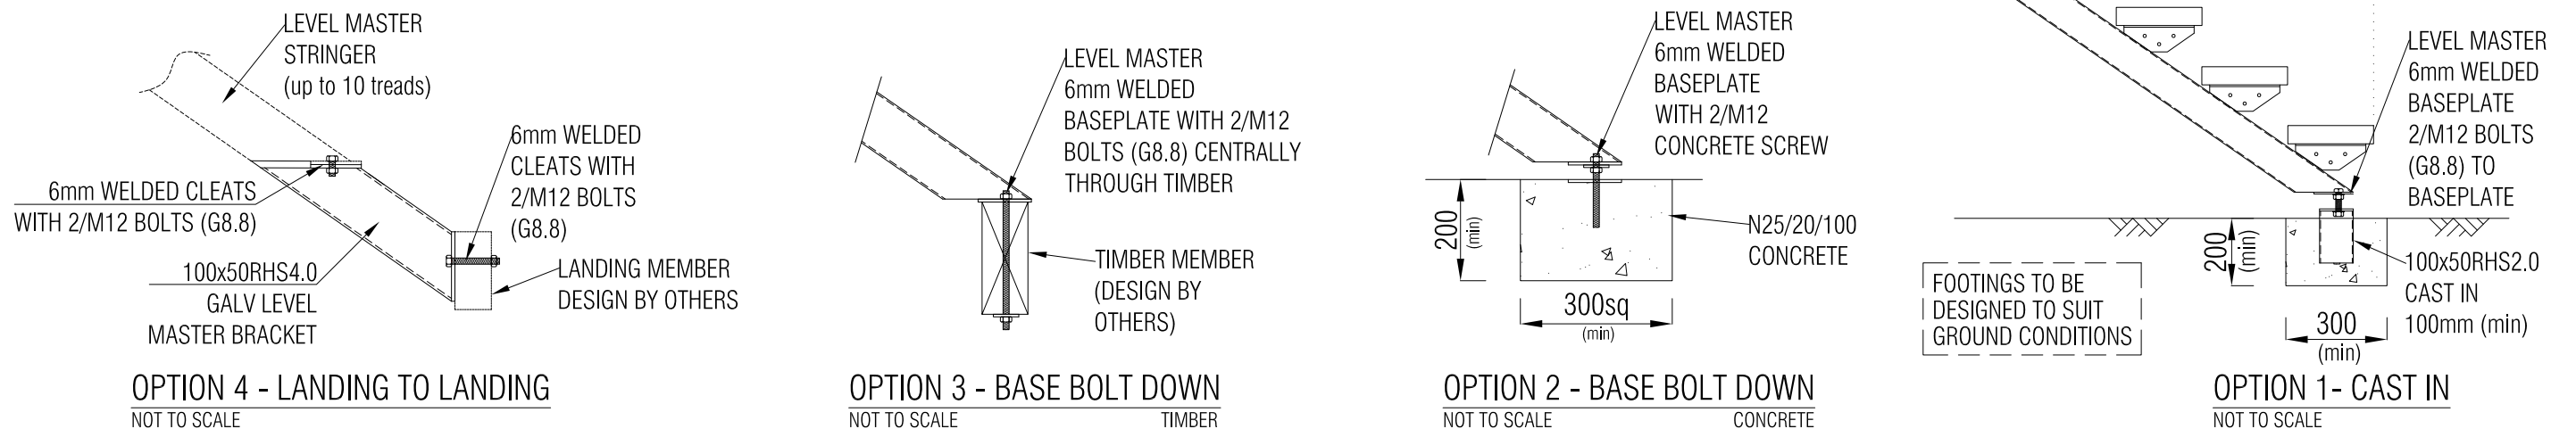 LEVEL MASTER
STRINGER
(up to 10 treads)
6mm WELDED
CLEATS WITH
2/M12 BOLTS
(G8.8)
6mm WELDED CLEATS
WITH 2/M12 BOLTS (G8.8)
100x50RHS4.0
GALV LEVEL
MASTER BRACKET
LANDING MEMBER
DESIGN BY OTHERS
OPTION 4 - LANDING TO LANDING
NOT TO SCALE
LEVEL MASTER
6mm WELDED
BASEPLATE WITH 2/M12
BOLTS (G8.8) CENTRALLY
THROUGH TIMBER
TIMBER MEMBER
(DESIGN BY
OTHERS)
OPTION 3 - BASE BOLT DOWN
NOT TO SCALE TIMBER
LEVEL MASTER
6mm WELDED
BASEPLATE
WITH 2/M12
CONCRETE SCREW
200
(min)
N25/20/100
CONCRETE
300sq
(min)
OPTION 2 - BASE BOLT DOWN
NOT TO SCALE CONCRETE
LEVEL MASTER
6mm WELDED
BASEPLATE
2/M12 BOLTS
(G8.8) TO
BASEPLATE
200
(min)
100x50RHS2.0
CAST IN
100mm (min)
FOOTINGS TO BE
DESIGNED TO SUIT
GROUND CONDITIONS
300
(min)
OPTION 1- CAST IN
NOT TO SCALE